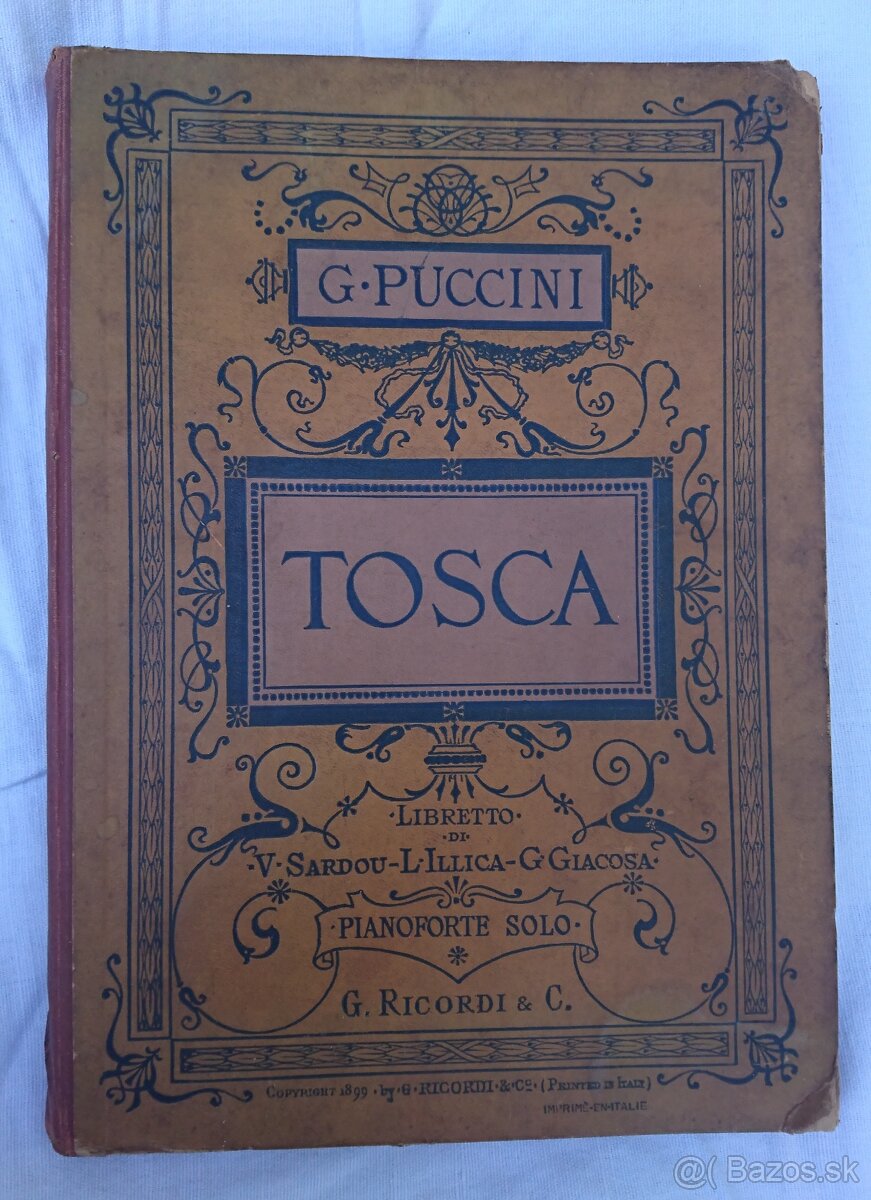 G·PUCCINI
TOSCA
·LIBRETTO·
·DI·
·V·SARDOU-L·ILLICA-G·GIACOSA·
·PIANOFORTE SOLO·
G. RICORDI & C.
COPYRIGHT 1899 · by · G · RICORDI · & · Co · (PRINTED IN ITALY)
IMPRIMÉ-EN-ITALIE
@( Bazos.sk